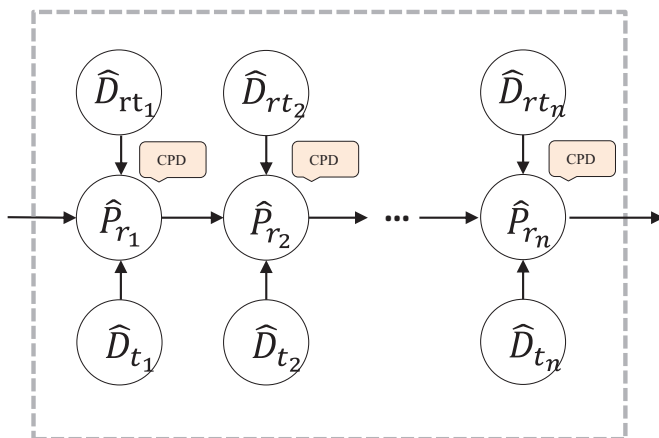 D̂rt₁ D̂rt₂ D̂rtₙ
CPD CPD CPD
P̂r₁ P̂r₂ ... P̂rₙ
D̂t₁ D̂t₂ D̂tₙ